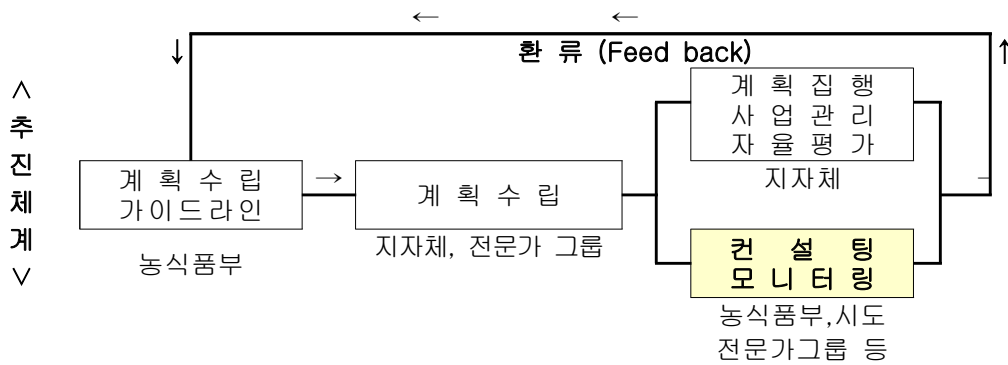 ← ←
↓ ↑
환 류 (Feed back)
<추진체계>
계 획 수 립
가이드라인
농식품부
→
계 획 수 립
지자체, 전문가 그룹
계 획 집 행
사 업 관 리
자 율 평 가
지자체
컨 설 팅
모 니 터 링
농식품부,시도
전문가그룹 등